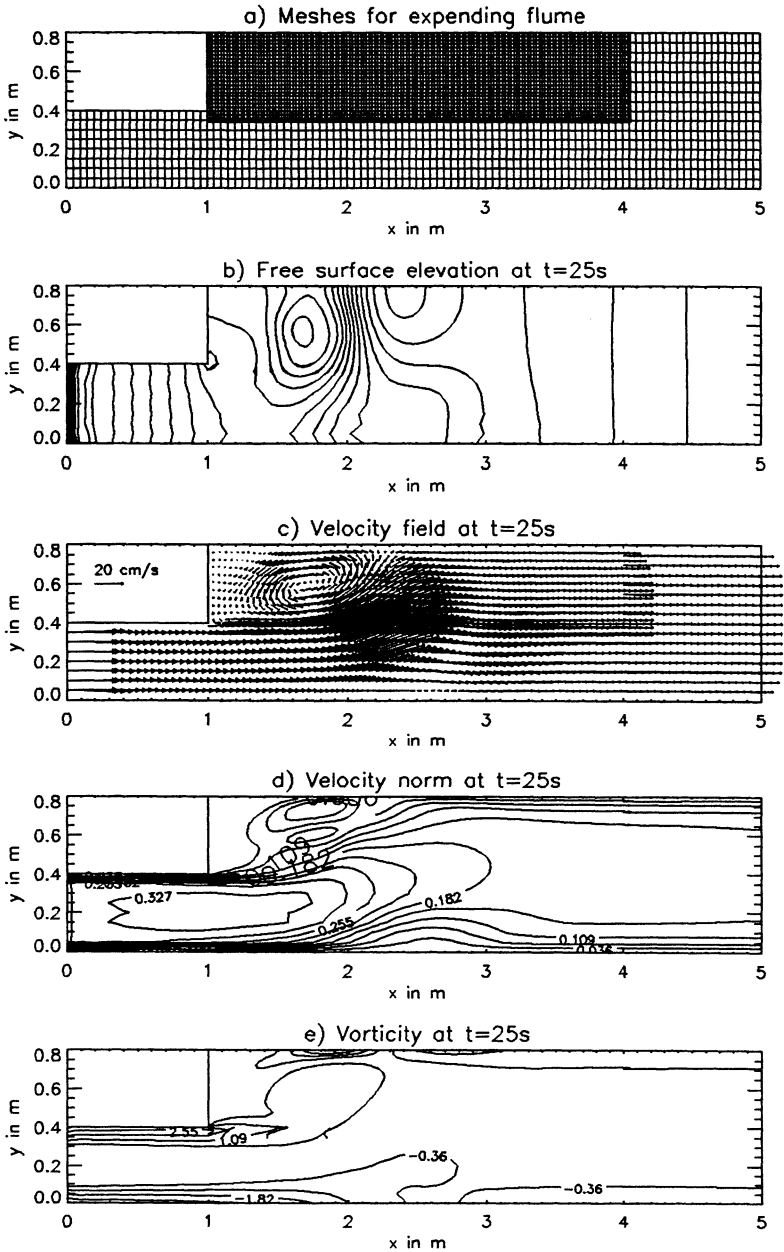 a) Meshes for expending flume
0.8
0.6
0.4
0.2
0.0
y in m
0 1 2 3 4 5
x in m
b) Free surface elevation at t=25s
0.8
0.6
0.4
0.2
0.0
y in m
0 1 2 3 4 5
x in m
c) Velocity field at t=25s
0.8
20 cm/s
0.6
0.4
0.2
0.0
y in m
0 1 2 3 4 5
x in m
d) Velocity norm at t=25s
0.8
0.6
0.4
0.2
0.0
y in m
0.327
0.255
0.182
0.109
0.036
0 1 2 3 4 5
x in m
e) Vorticity at t=25s
0.8
0.6
0.4
0.2
0.0
y in m
2.55
1.09
-0.36
-0.36
-1.82
0 1 2 3 4 5
x in m